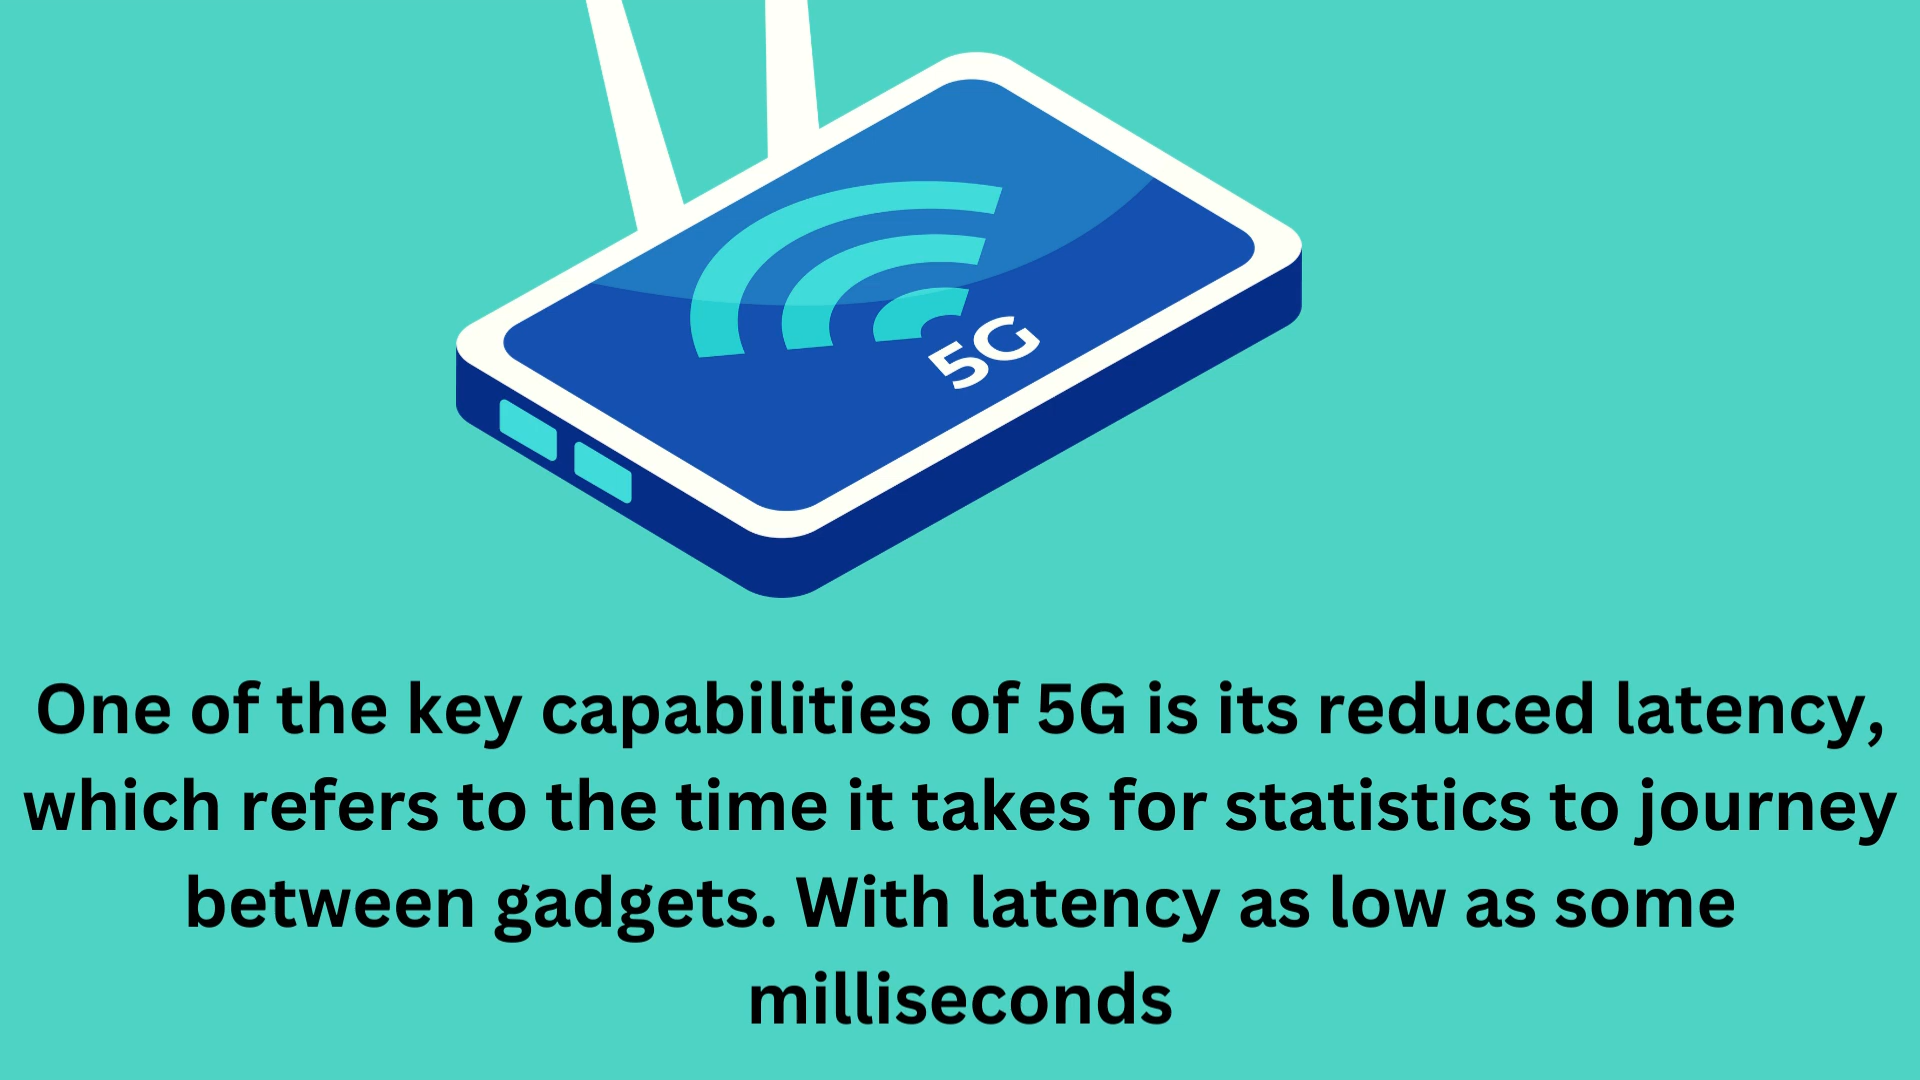 5G
One of the key capabilities of 5G is its reduced latency,
which refers to the time it takes for statistics to journey
between gadgets. With latency as low as some
milliseconds